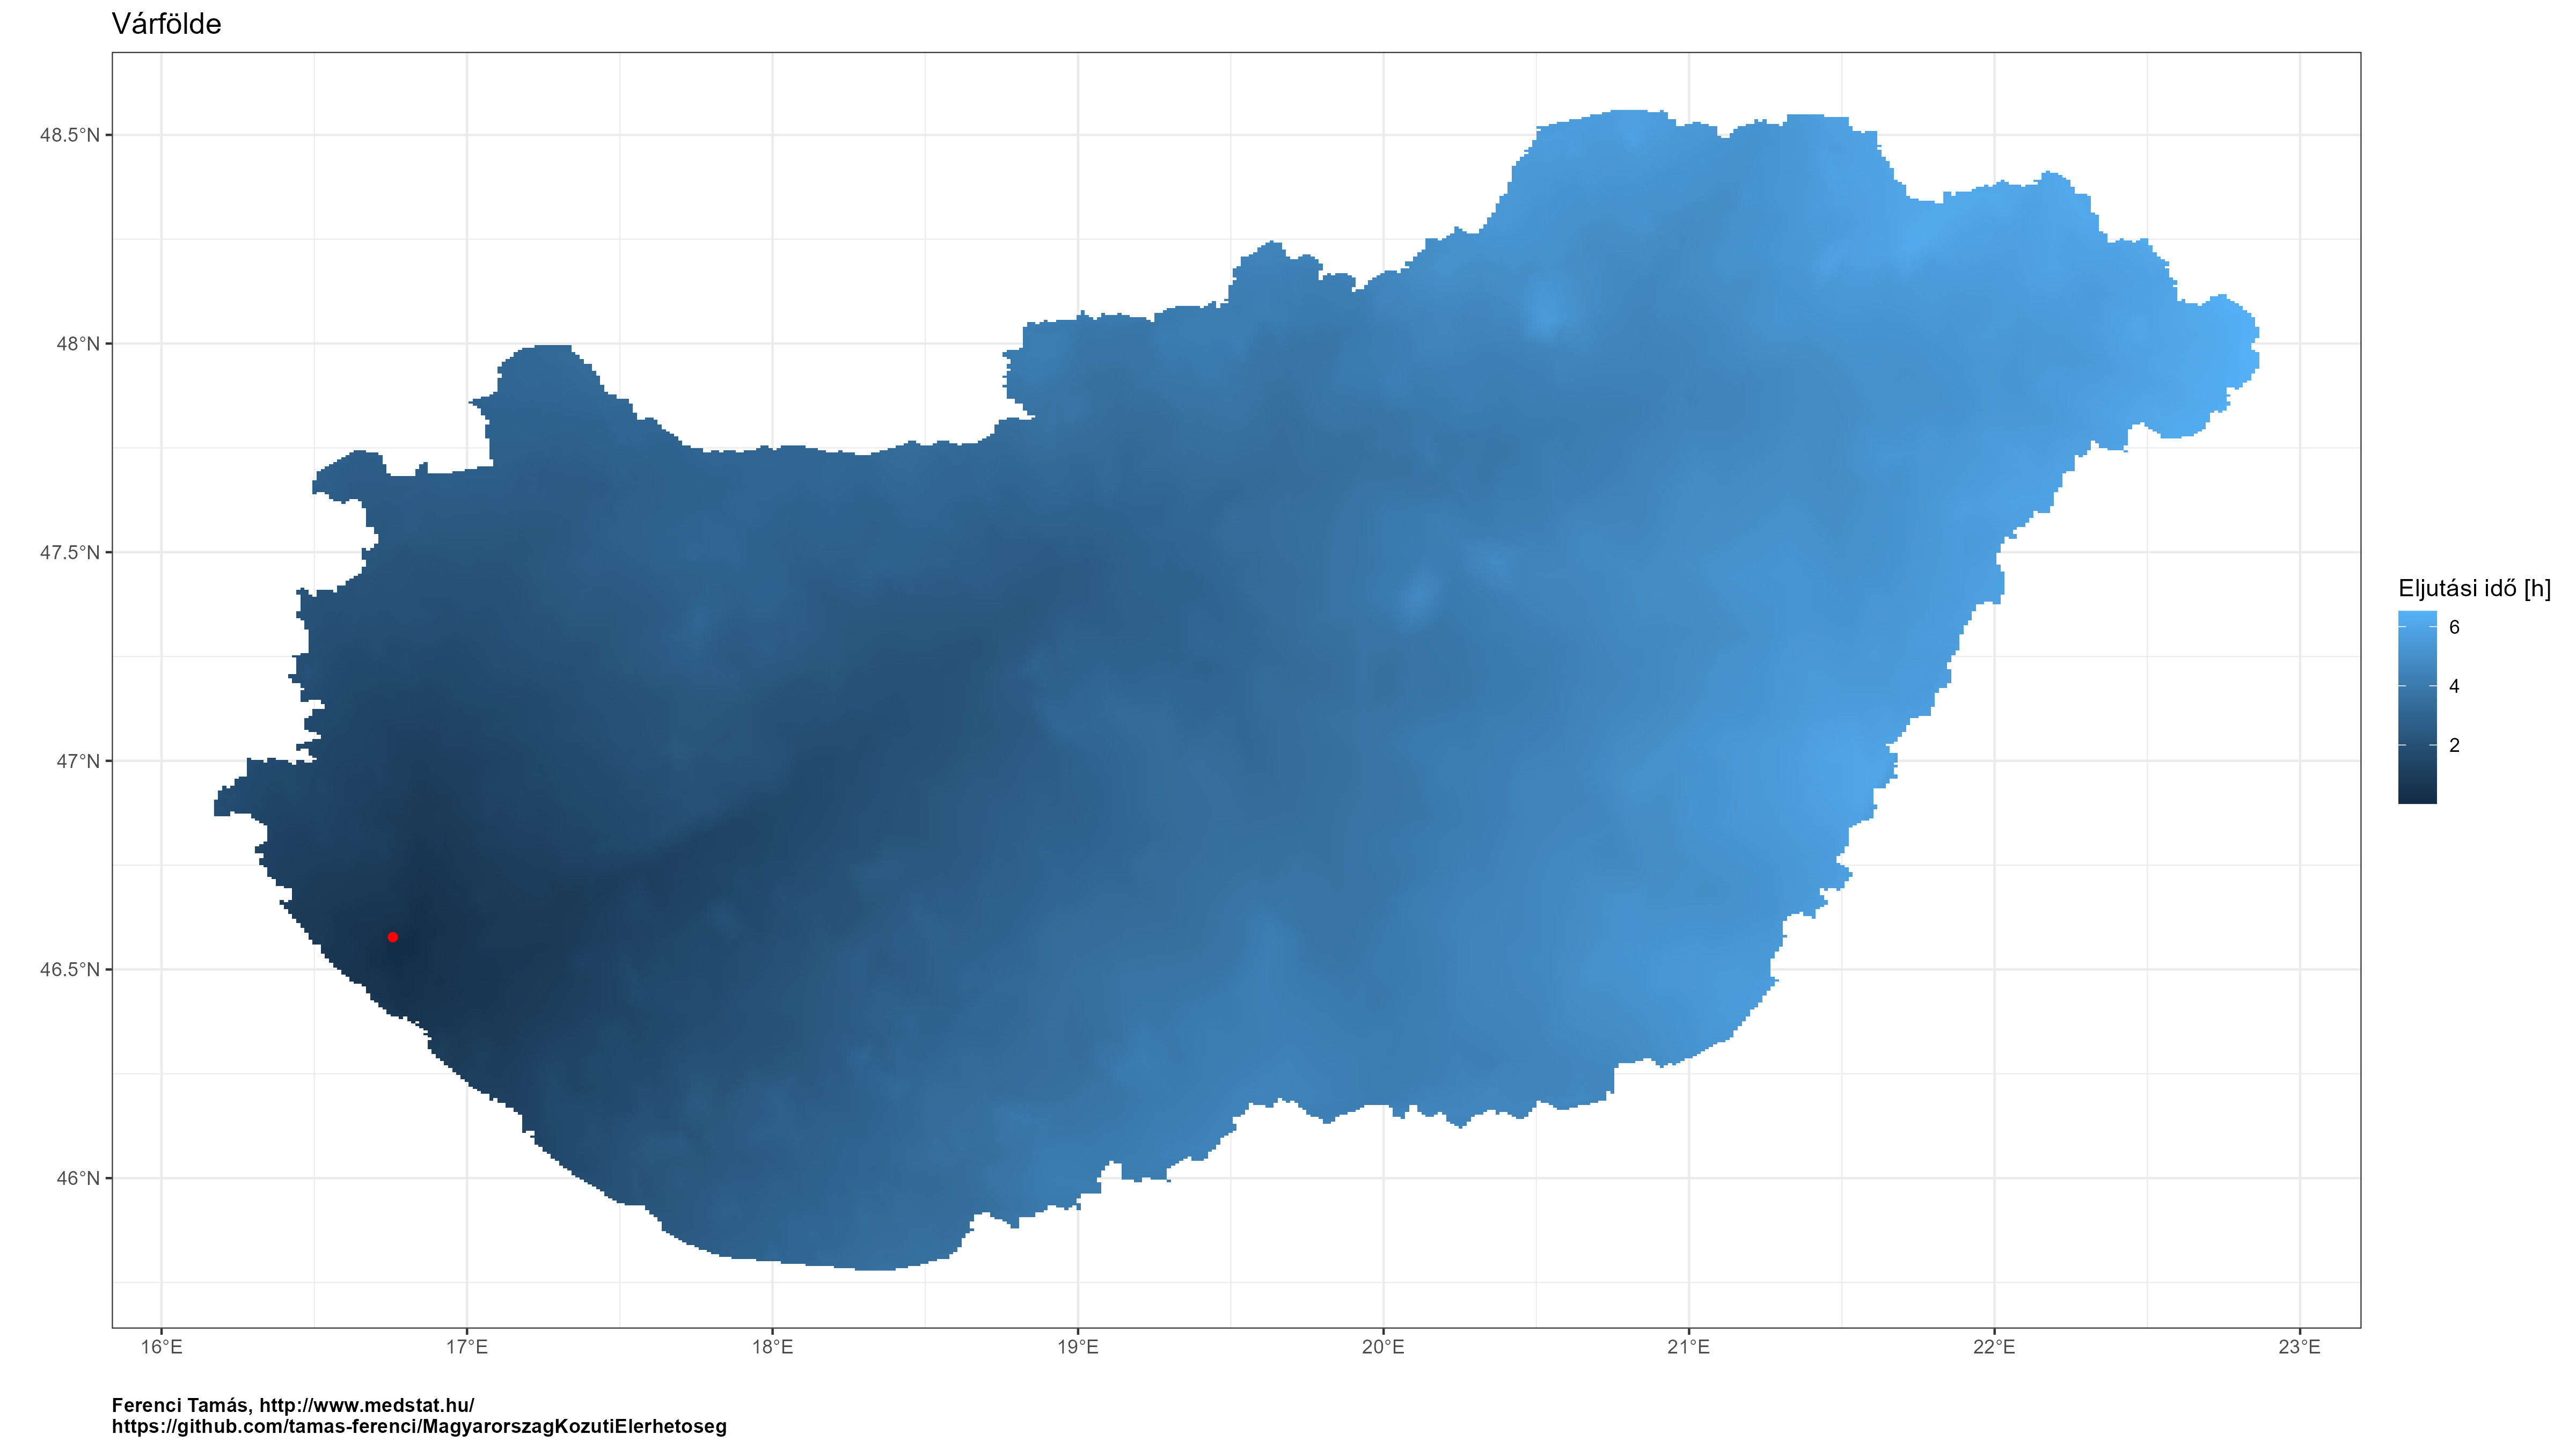 Várfölde
48.5°N
48°N
47.5°N
47°N
46.5°N
46°N
16°E 17°E 18°E 19°E 20°E 21°E 22°E 23°E
Eljutási idő [h]
6
4
2
Ferenci Tamás, http://www.medstat.hu/
https://github.com/tamas-ferenci/MagyarorszagKozutiElerhetoseg